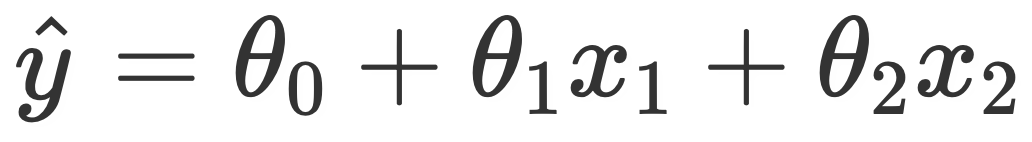 ŷ = θ₀ + θ₁x₁ + θ₂x₂